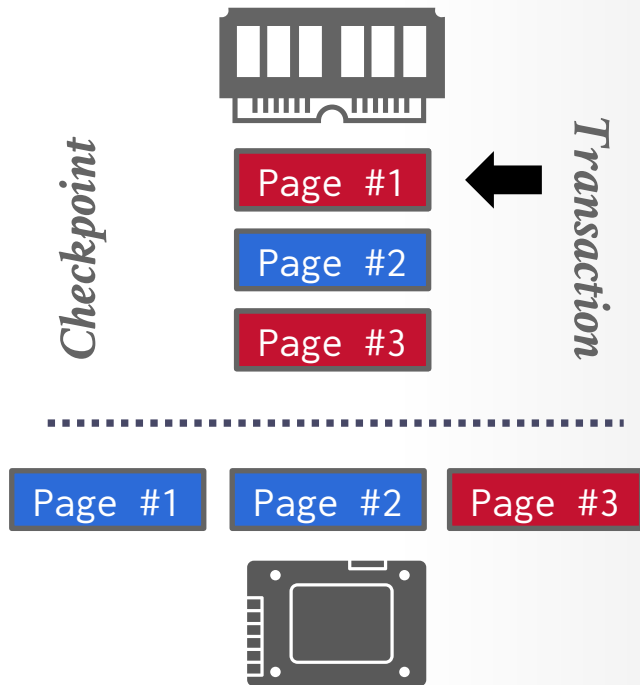 Checkpoint
Transaction
Page #1
Page #2
Page #3
Page #1
Page #2
Page #3